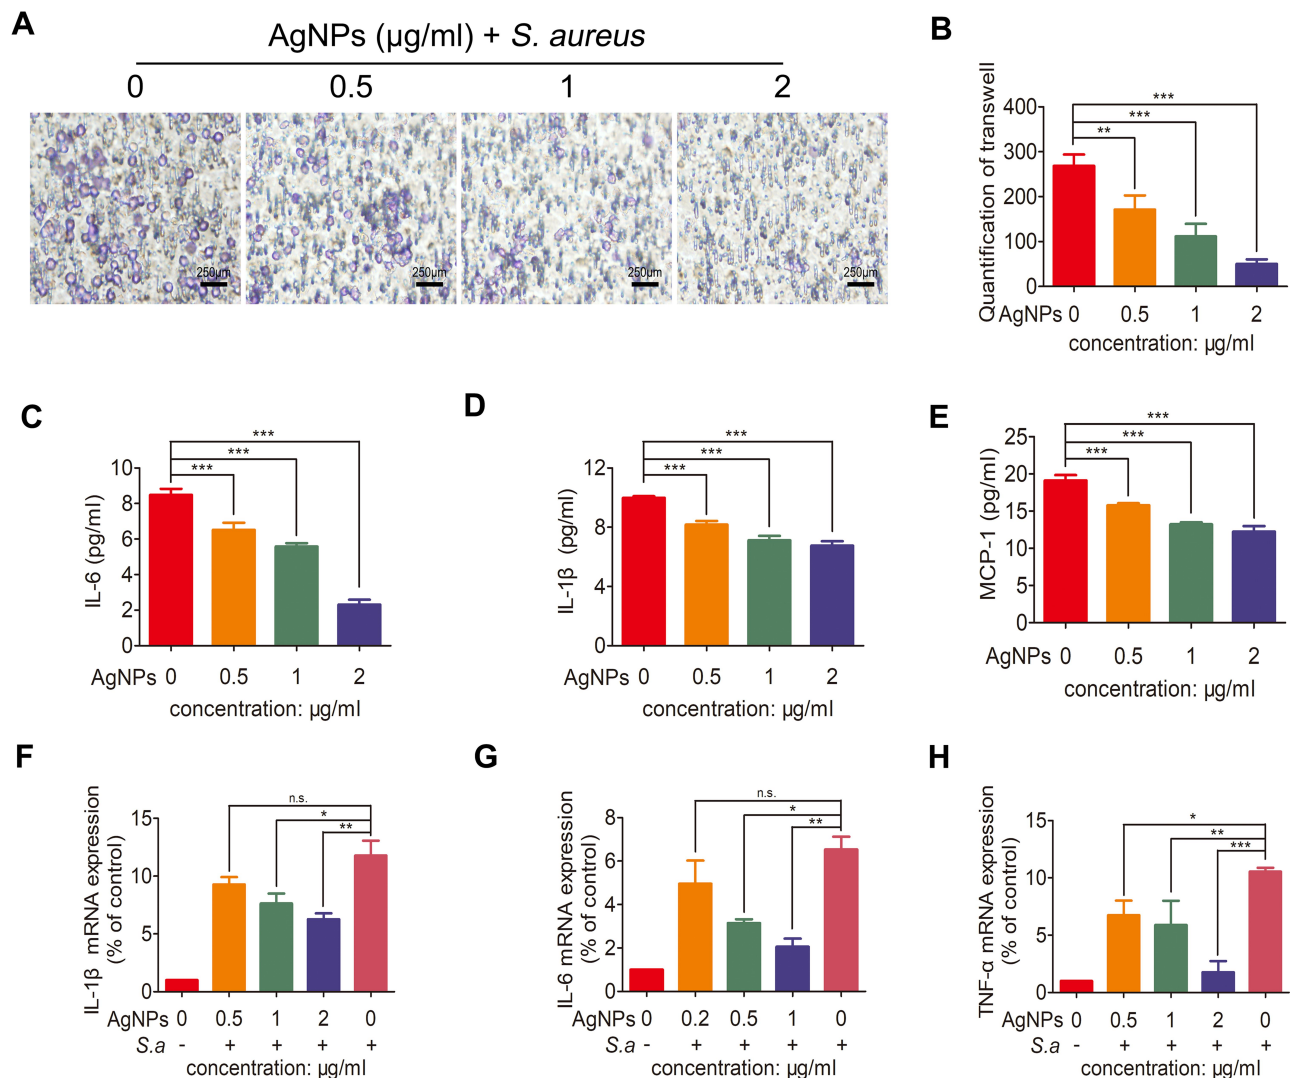 A
AgNPs (µg/ml) + S. aureus
0 0.5 1 2
250µm 250µm 250µm 250µm
B
Quantification of transwell
400
300
200
100
0
***
***
**
AgNPs 0 0.5 1 2
concentration: µg/ml
C
IL-6 (pg/ml)
10
8
6
4
2
0
***
***
***
AgNPs 0 0.5 1 2
concentration: µg/ml
D
IL-1β (pg/ml)
12
8
4
0
***
***
***
AgNPs 0 0.5 1 2
concentration: µg/ml
E
MCP-1 (pg/ml)
25
20
15
10
5
0
***
***
***
AgNPs 0 0.5 1 2
concentration: µg/ml
F
IL-1β mRNA expression
(% of control)
15
10
5
0
n.s.
*
**
AgNPs 0 0.5 1 2 0
S.a - + + + +
concentration: µg/ml
G
IL-6 mRNA expression
(% of control)
8
6
4
2
0
n.s.
*
**
AgNPs 0 0.2 0.5 1 0
S.a - + + + +
concentration: µg/ml
H
TNF-α mRNA expression
(% of control)
15
10
5
0
*
**
***
AgNPs 0 0.5 1 2 0
S.a - + + + +
concentration: µg/ml